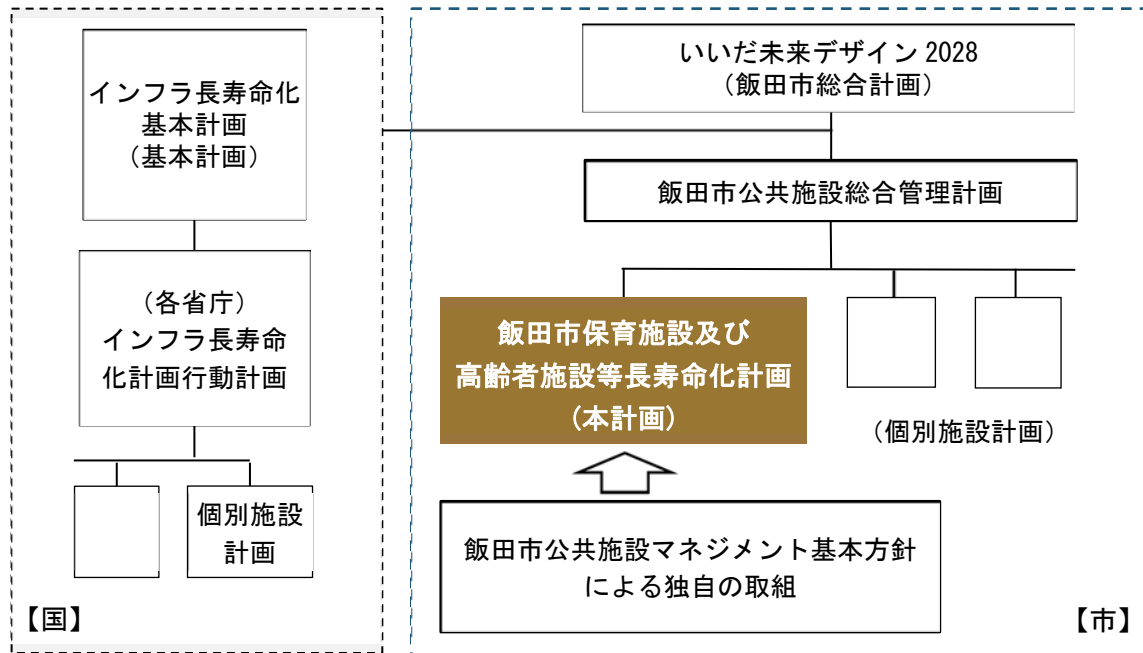 インフラ長寿命化
基本計画
（基本計画）
（各省庁）
インフラ長寿命
化計画行動計画
個別施設
計画
【国】
いいだ未来デザイン 2028
（飯田市総合計画）
飯田市公共施設総合管理計画
飯田市保育施設及び
高齢者施設等長寿命化計画
（本計画）
（個別施設計画）
飯田市公共施設マネジメント基本方針
による独自の取組
【市】